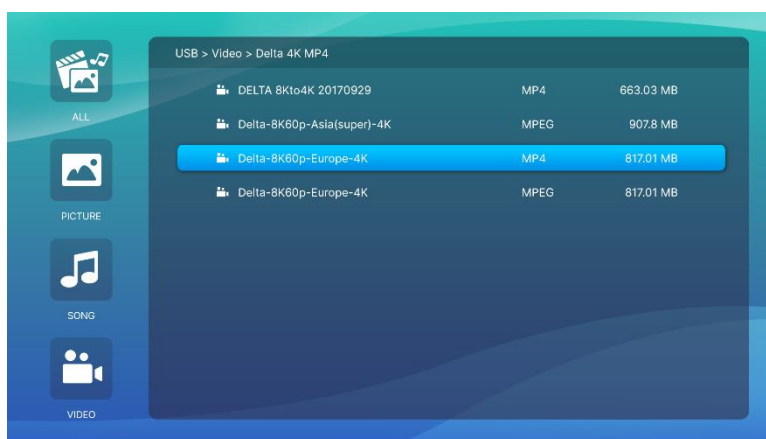 USB > Video > Delta 4K MP4
ALL
DELTA 8Kto4K 20170929 MP4 663.03 MB
Delta-8K60p-Asia(super)-4K MPEG 907.8 MB
Delta-8K60p-Europe-4K MP4 817.01 MB
Delta-8K60p-Europe-4K MPEG 817.01 MB
PICTURE
SONG
VIDEO